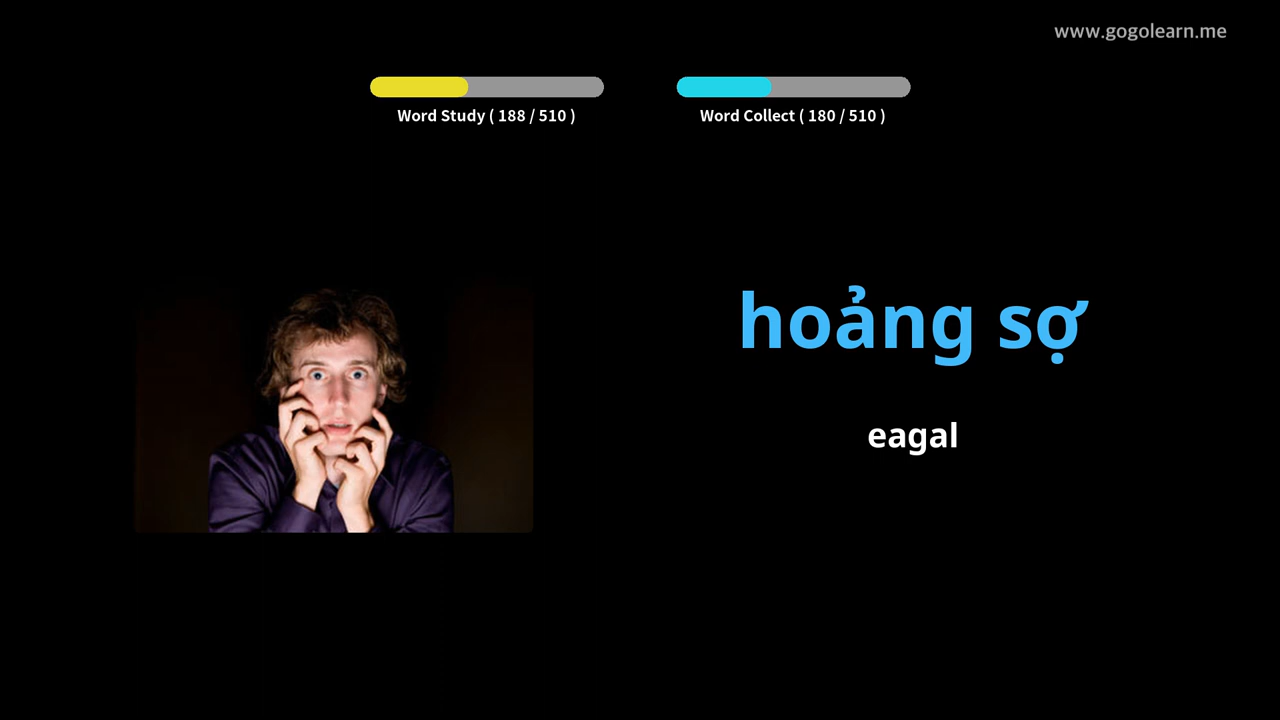 www.gogolearn.me
Word Study ( 188 / 510 )
Word Collect ( 180 / 510 )
hoảng sợ
eagal